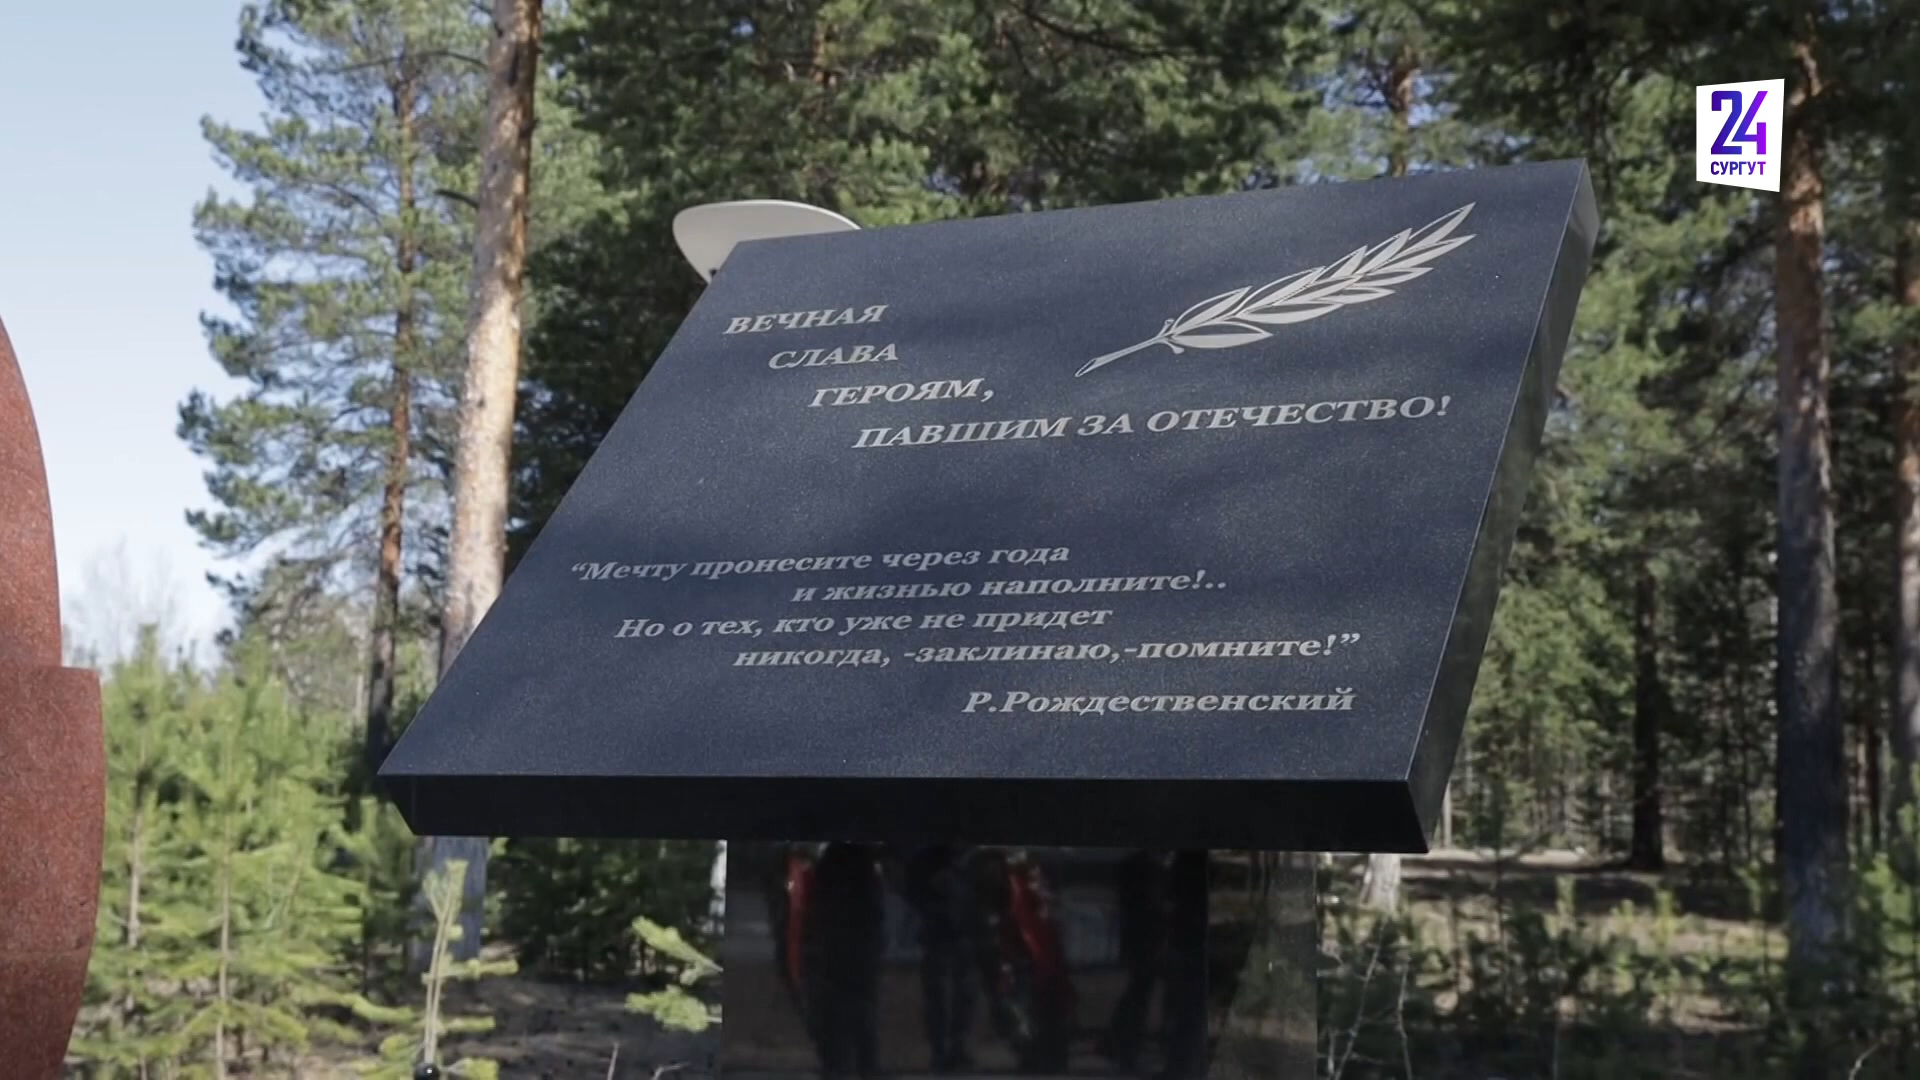 24
СУРГУТ
ВЕЧНАЯ
СЛАВА
ГЕРОЯМ,
ПАВШИМ ЗА ОТЕЧЕСТВО!
“Мечту пронесите через года
и жизнью наполните!..
Но о тех, кто уже не придет
никогда, -заклинаю,-помните!”
Р.Рождественский